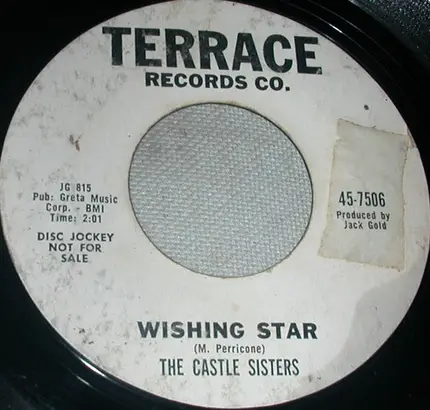 TERRACE
RECORDS CO.
JG 815
Pub: Greta Music
Corp. - BMI
Time: 2:01
DISC JOCKEY
NOT FOR
SALE
45-7506
Produced by
Jack Gold
WISHING STAR
(M. Perricone)
THE CASTLE SISTERS